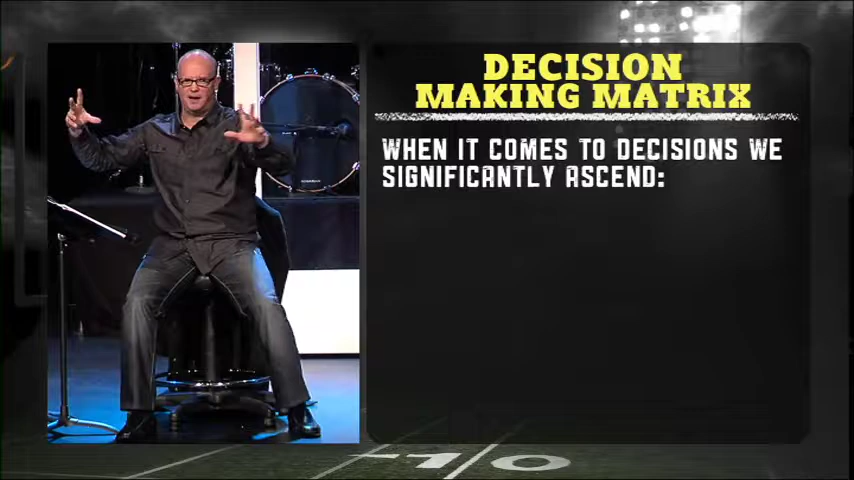 DECISION
MAKING MATRIX
WHEN IT COMES TO DECISIONS WE
SIGNIFICANTLY ASCEND:
10